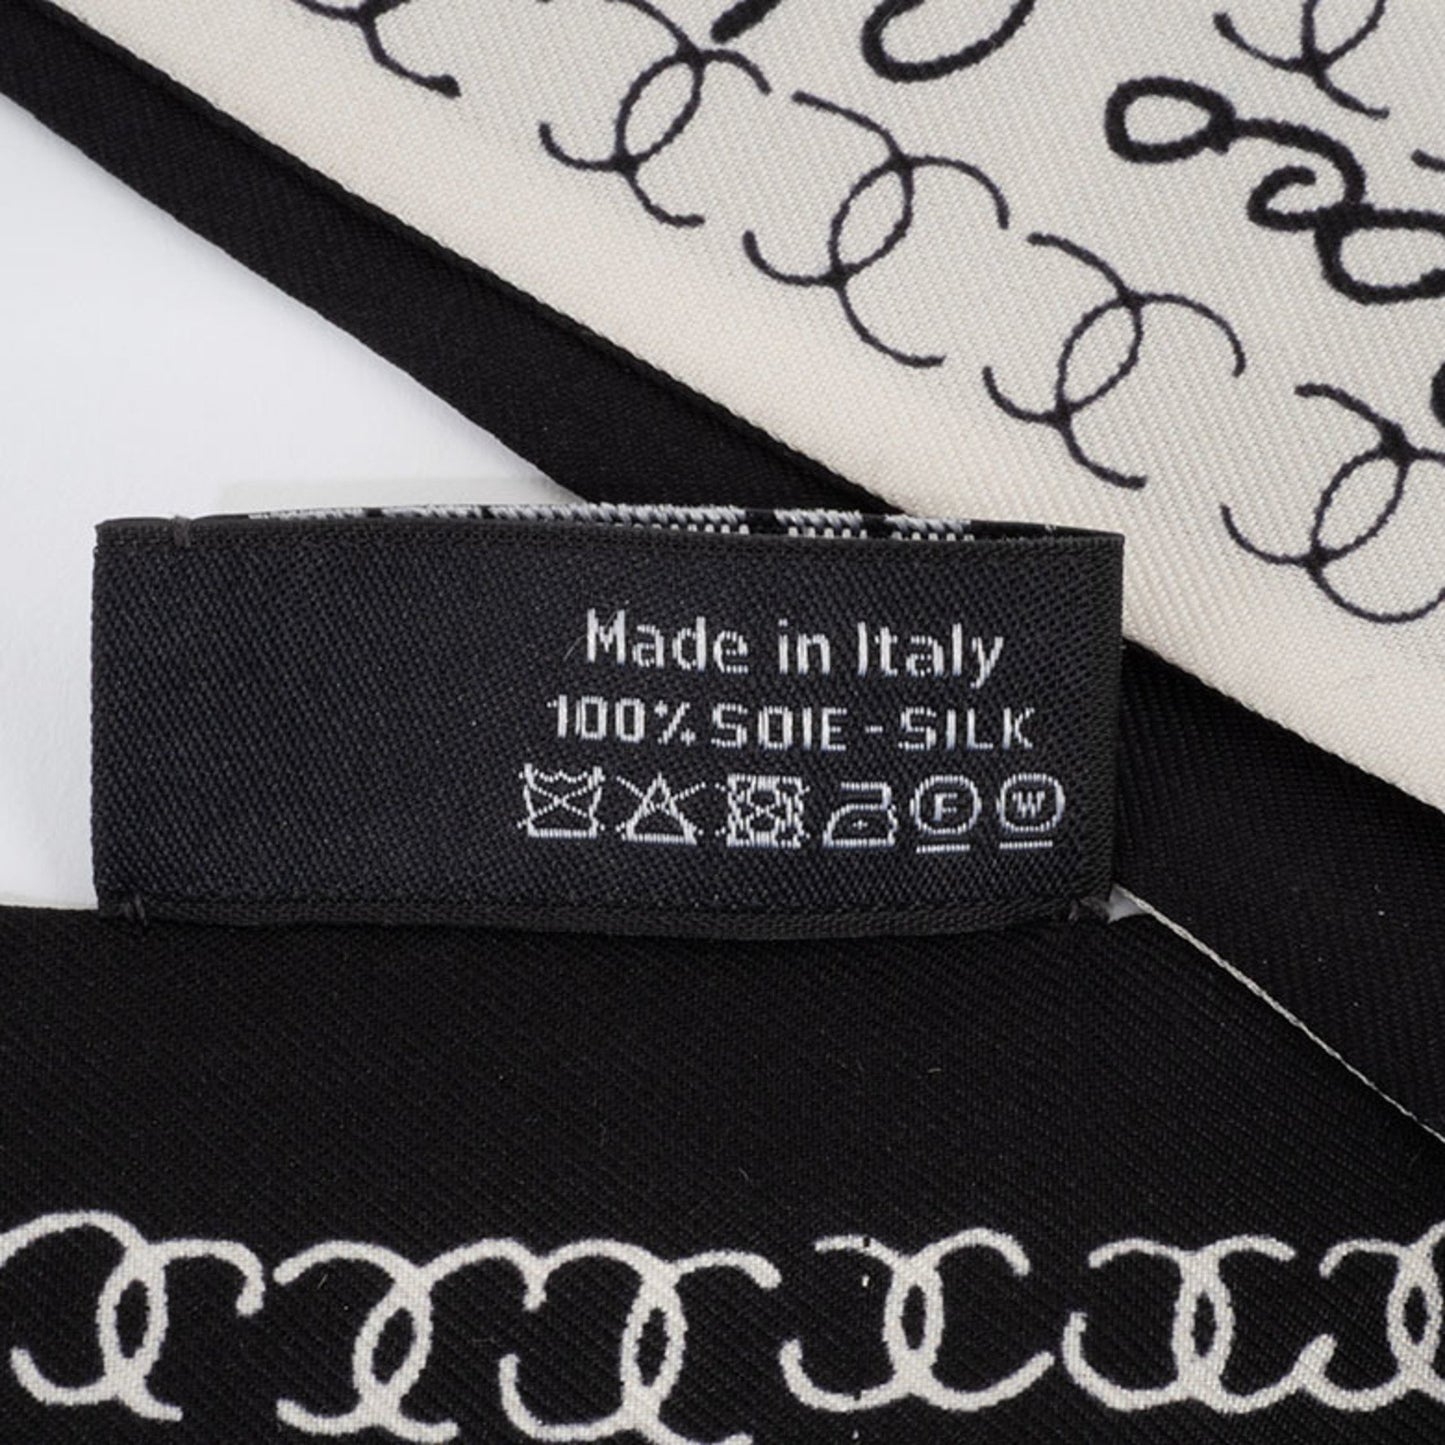 Made in Italy
100% SOIE - SILK
F W